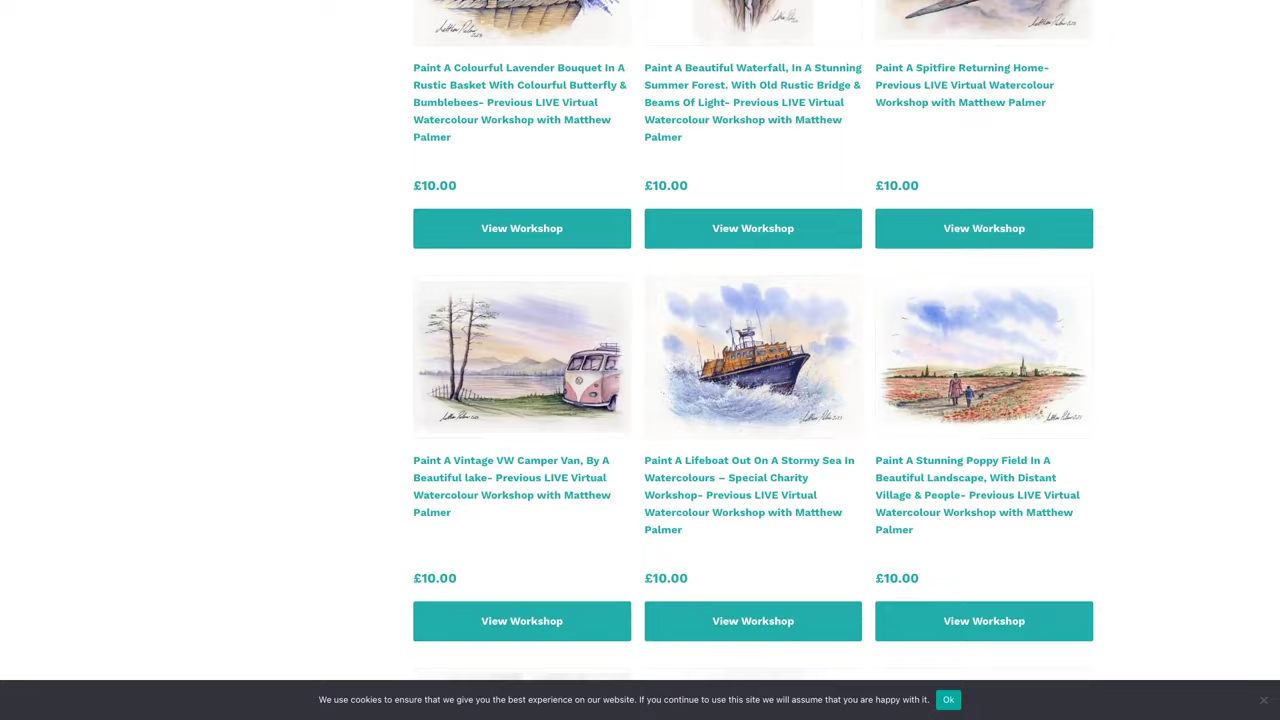 Paint A Colourful Lavender Bouquet In A
Rustic Basket With Colourful Butterfly &
Bumblebees- Previous LIVE Virtual
Watercolour Workshop with Matthew
Palmer
£10.00
View Workshop
Paint A Beautiful Waterfall, In A Stunning
Summer Forest. With Old Rustic Bridge &
Beams Of Light- Previous LIVE Virtual
Watercolour Workshop with Matthew
Palmer
£10.00
View Workshop
Paint A Spitfire Returning Home-
Previous LIVE Virtual Watercolour
Workshop with Matthew Palmer
£10.00
View Workshop
Paint A Vintage VW Camper Van, By A
Beautiful lake- Previous LIVE Virtual
Watercolour Workshop with Matthew
Palmer
£10.00
View Workshop
Paint A Lifeboat Out On A Stormy Sea In
Watercolours – Special Charity
Workshop- Previous LIVE Virtual
Watercolour Workshop with Matthew
Palmer
£10.00
View Workshop
Paint A Stunning Poppy Field In A
Beautiful Landscape, With Distant
Village & People- Previous LIVE Virtual
Watercolour Workshop with Matthew
Palmer
£10.00
View Workshop
We use cookies to ensure that we give you the best experience on our website. If you continue to use this site we will assume that you are happy with it.
Ok